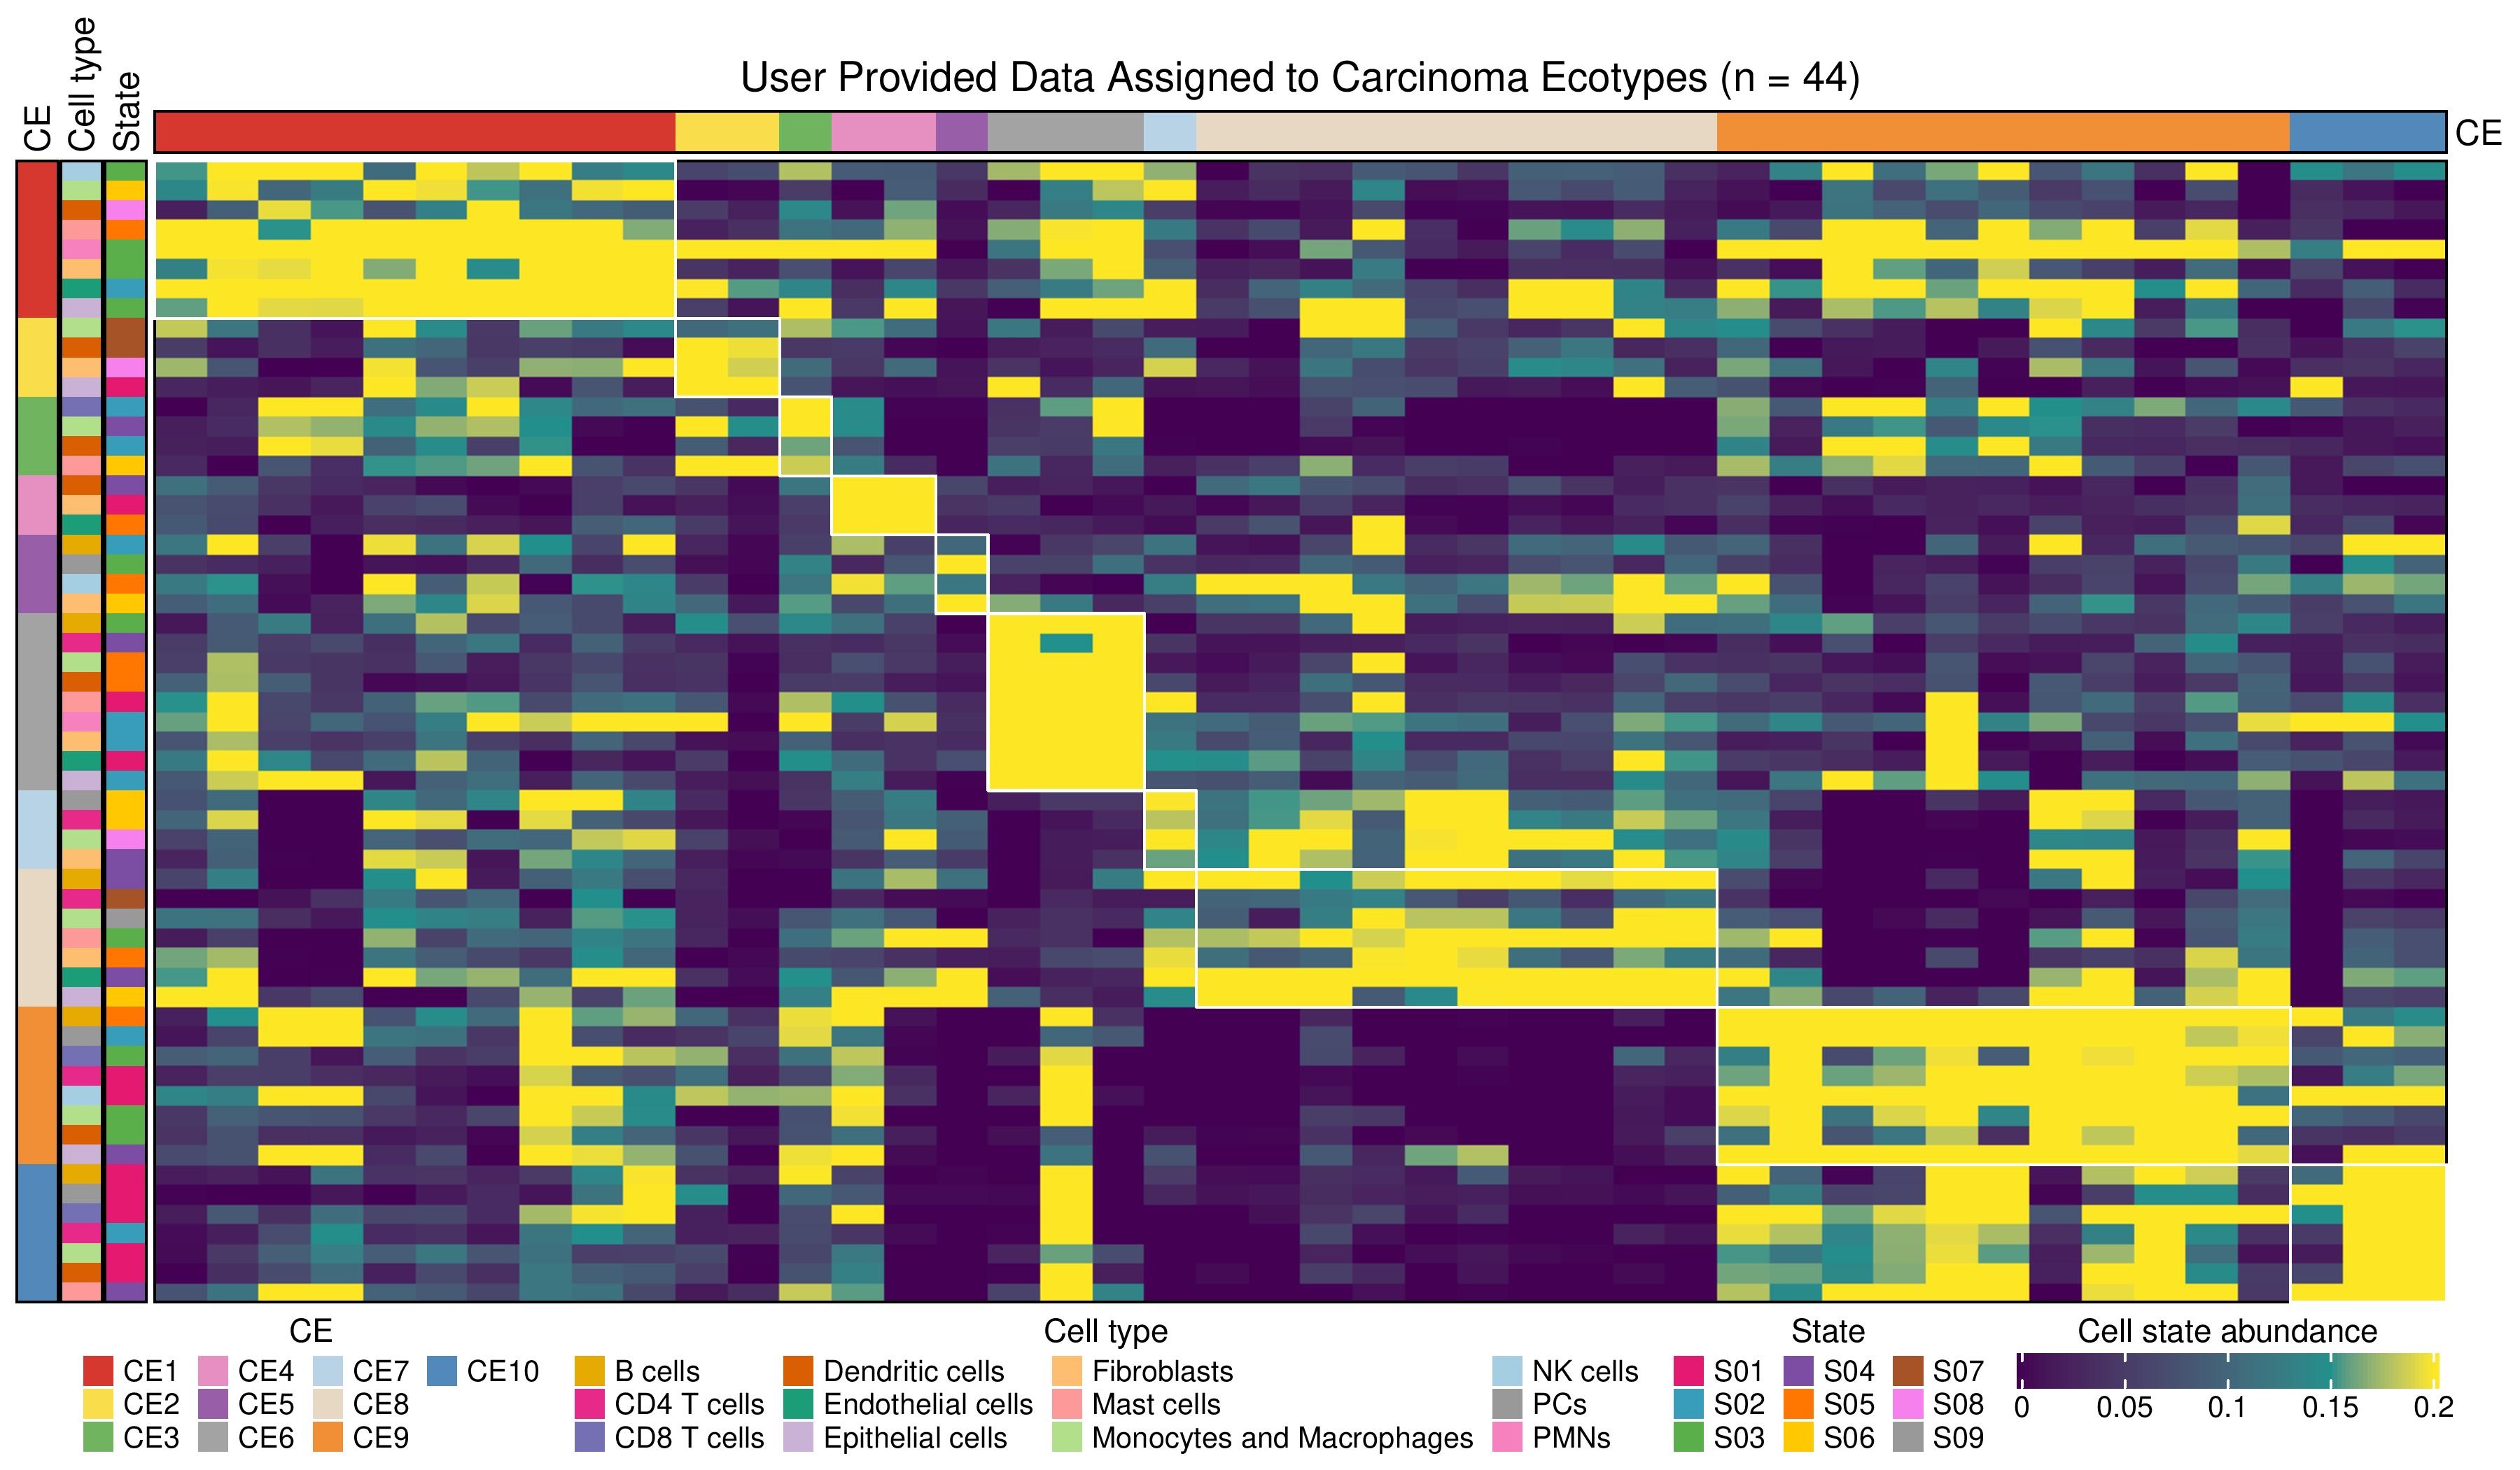 User Provided Data Assigned to Carcinoma Ecotypes (n = 44)
CE
Cell type
State
CE
CE
CE1
CE2
CE3
CE4
CE5
CE6
CE7
CE8
CE9
CE10
Cell type
B cells
CD4 T cells
CD8 T cells
Dendritic cells
Endothelial cells
Epithelial cells
Fibroblasts
Mast cells
Monocytes and Macrophages
NK cells
PCs
PMNs
State
S01
S02
S03
S04
S05
S06
S07
S08
S09
Cell state abundance
0 0.05 0.1 0.15 0.2